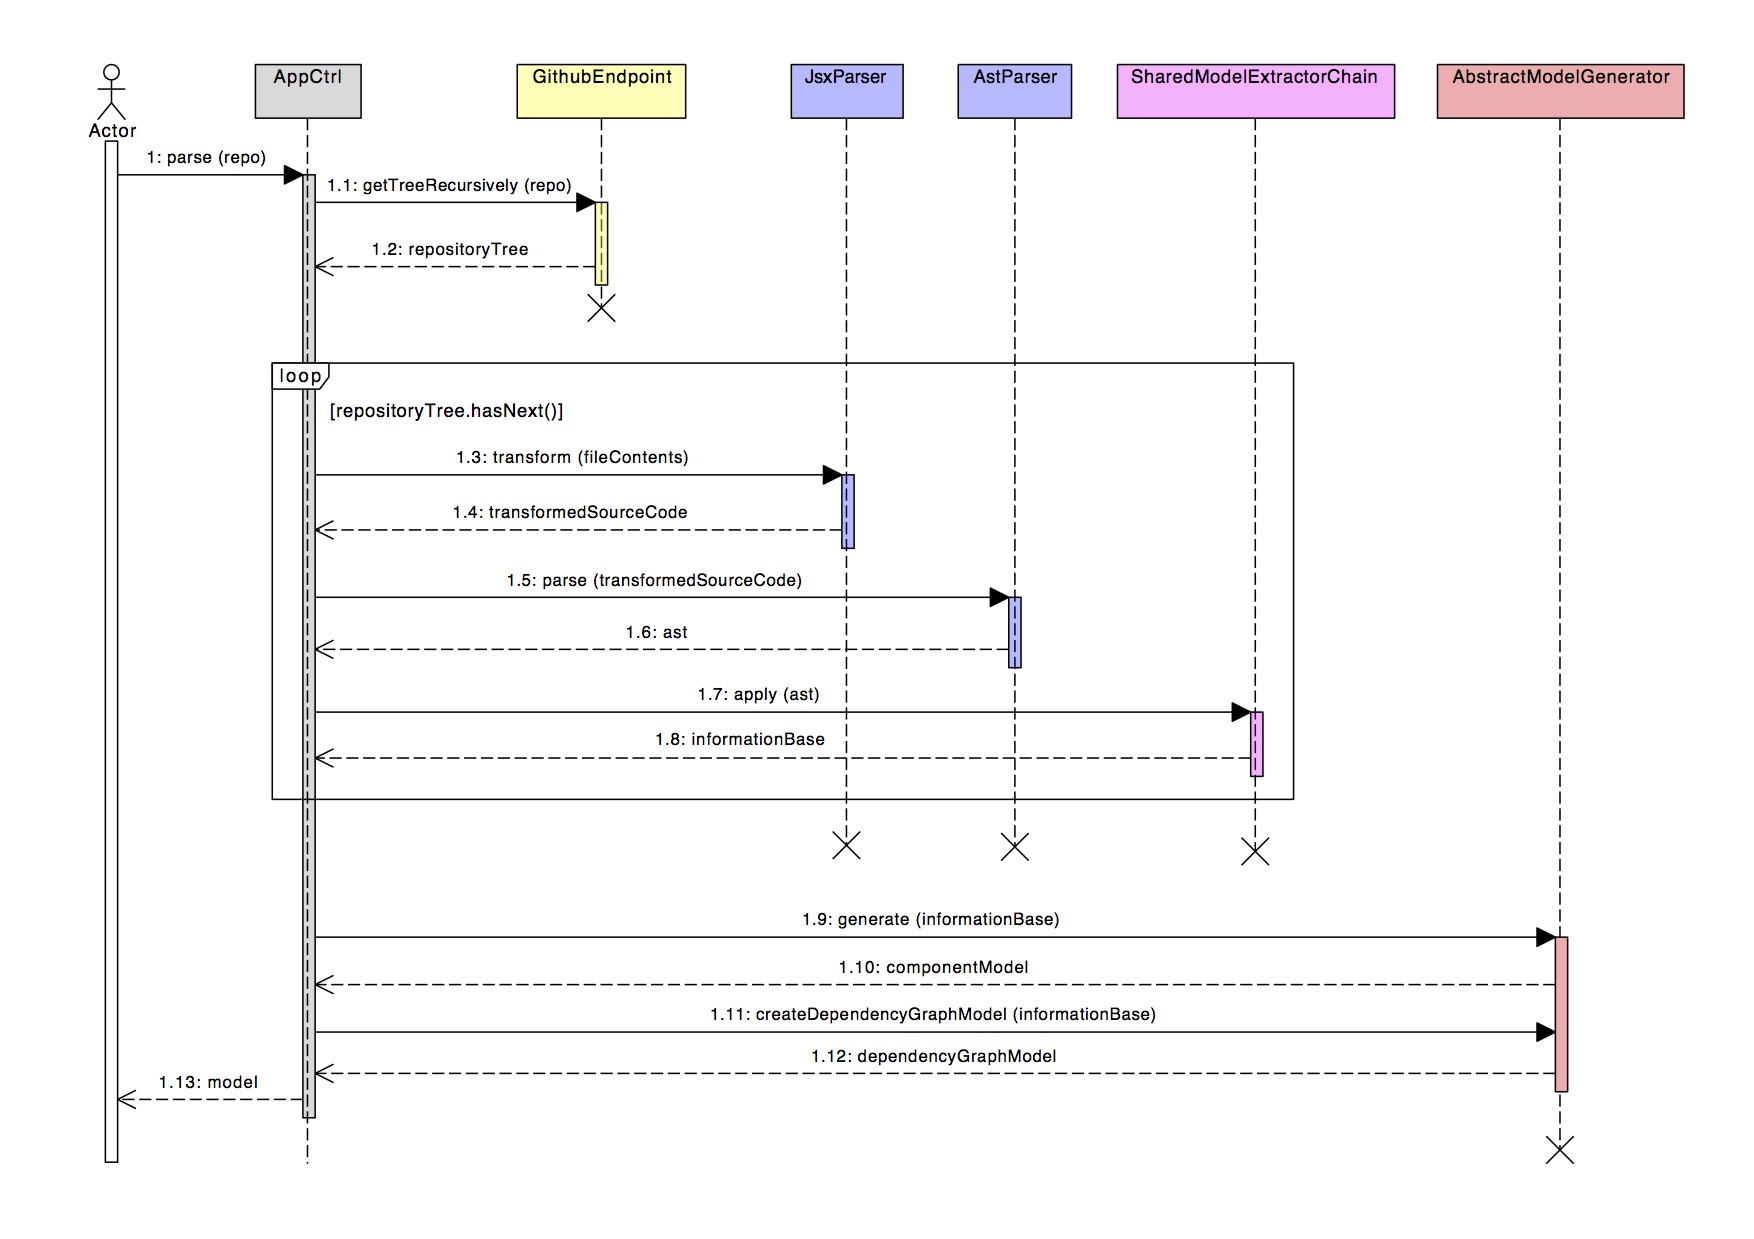 AppCtrl
GithubEndpoint
JsxParser
AstParser
SharedModelExtractorChain
AbstractModelGenerator
Actor
1: parse (repo)
1.1: getTreeRecursively (repo)
1.2: repositoryTree
loop
[repositoryTree.hasNext()]
1.3: transform (fileContents)
1.4: transformedSourceCode
1.5: parse (transformedSourceCode)
1.6: ast
1.7: apply (ast)
1.8: informationBase
1.9: generate (informationBase)
1.10: componentModel
1.11: createDependencyGraphModel (informationBase)
1.12: dependencyGraphModel
1.13: model